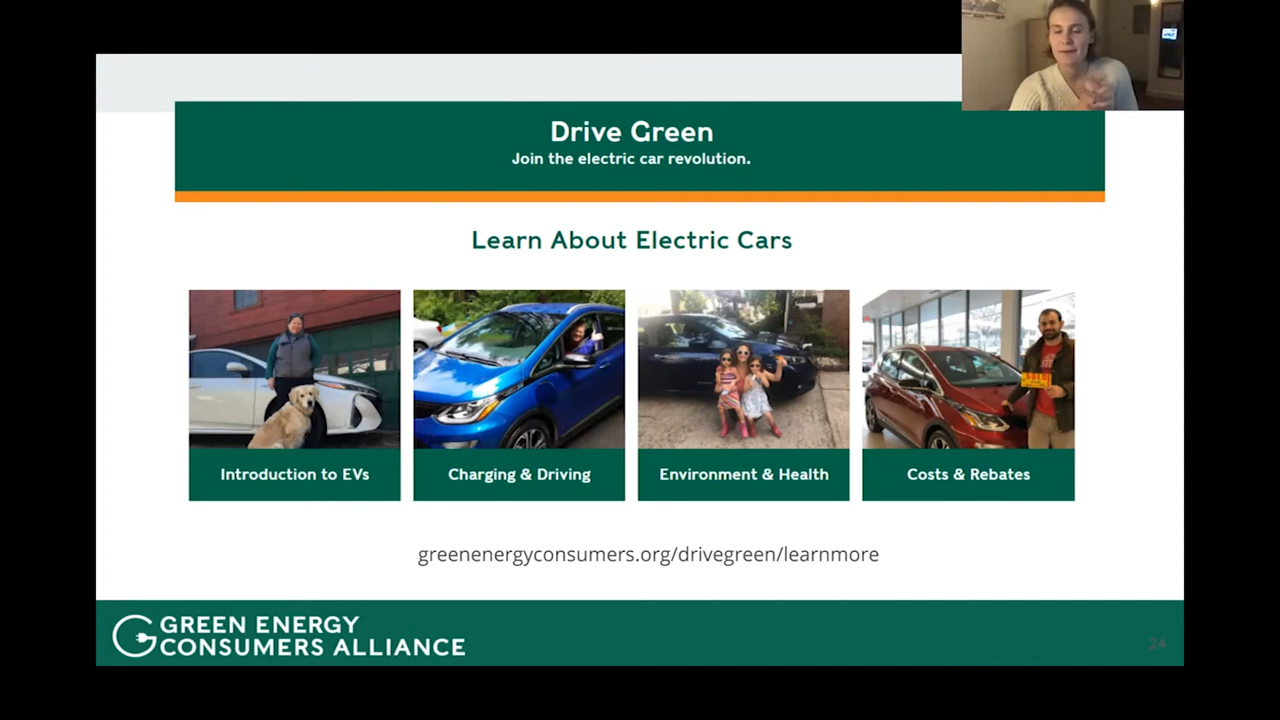 Drive Green
Join the electric car revolution.
Learn About Electric Cars
SOLD
Introduction to EVs
Charging & Driving
Environment & Health
Costs & Rebates
greenenergyconsumers.org/drivegreen/learnmore
GREEN ENERGY
CONSUMERS ALLIANCE
24